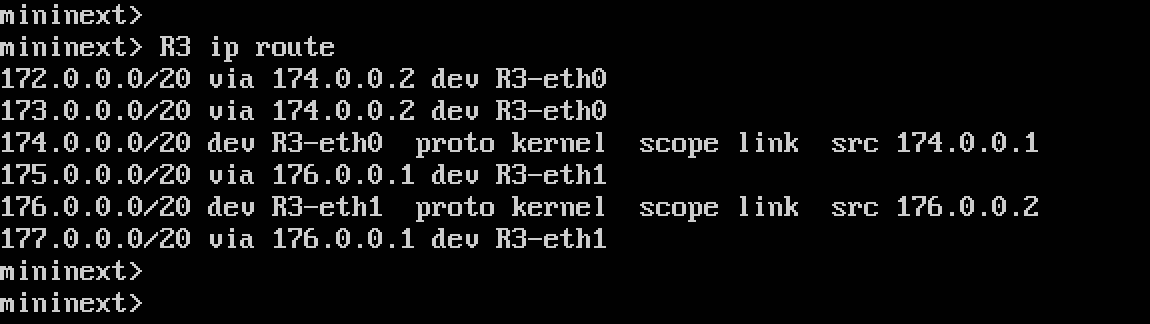 mininext>
mininext> R3 ip route
172.0.0.0/20 via 174.0.0.2 dev R3-eth0
173.0.0.0/20 via 174.0.0.2 dev R3-eth0
174.0.0.0/20 dev R3-eth0  proto kernel  scope link  src 174.0.0.1
175.0.0.0/20 via 176.0.0.1 dev R3-eth1
176.0.0.0/20 dev R3-eth1  proto kernel  scope link  src 176.0.0.2
177.0.0.0/20 via 176.0.0.1 dev R3-eth1
mininext>
mininext>